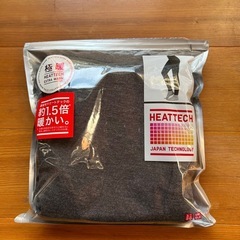 極暖
HEATTECH
EXTRA WARM
約1.5倍
暖かい。
HEATTECH
JAPAN TECHNOLOGY